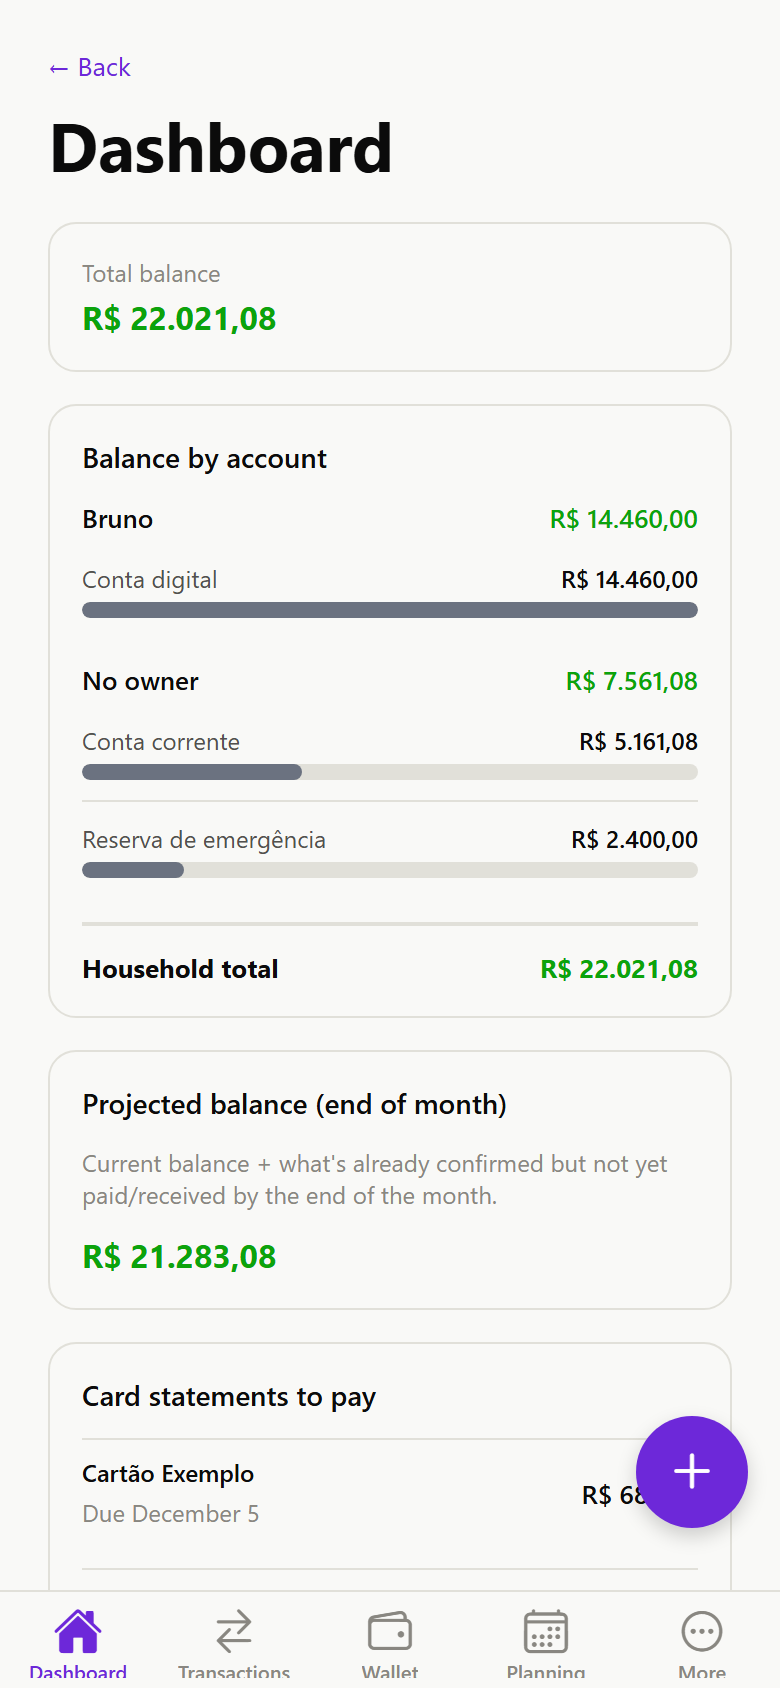 ← Back
Dashboard
Total balance
R$ 22.021,08
Balance by account
Bruno R$ 14.460,00
Conta digital R$ 14.460,00
No owner R$ 7.561,08
Conta corrente R$ 5.161,08
Reserva de emergência R$ 2.400,00
Household total R$ 22.021,08
Projected balance (end of month)
Current balance + what's already confirmed but not yet
paid/received by the end of the month.
R$ 21.283,08
Card statements to pay
Cartão Exemplo
R$
Due December 5
Dashboard Transactions Wallet Planning More